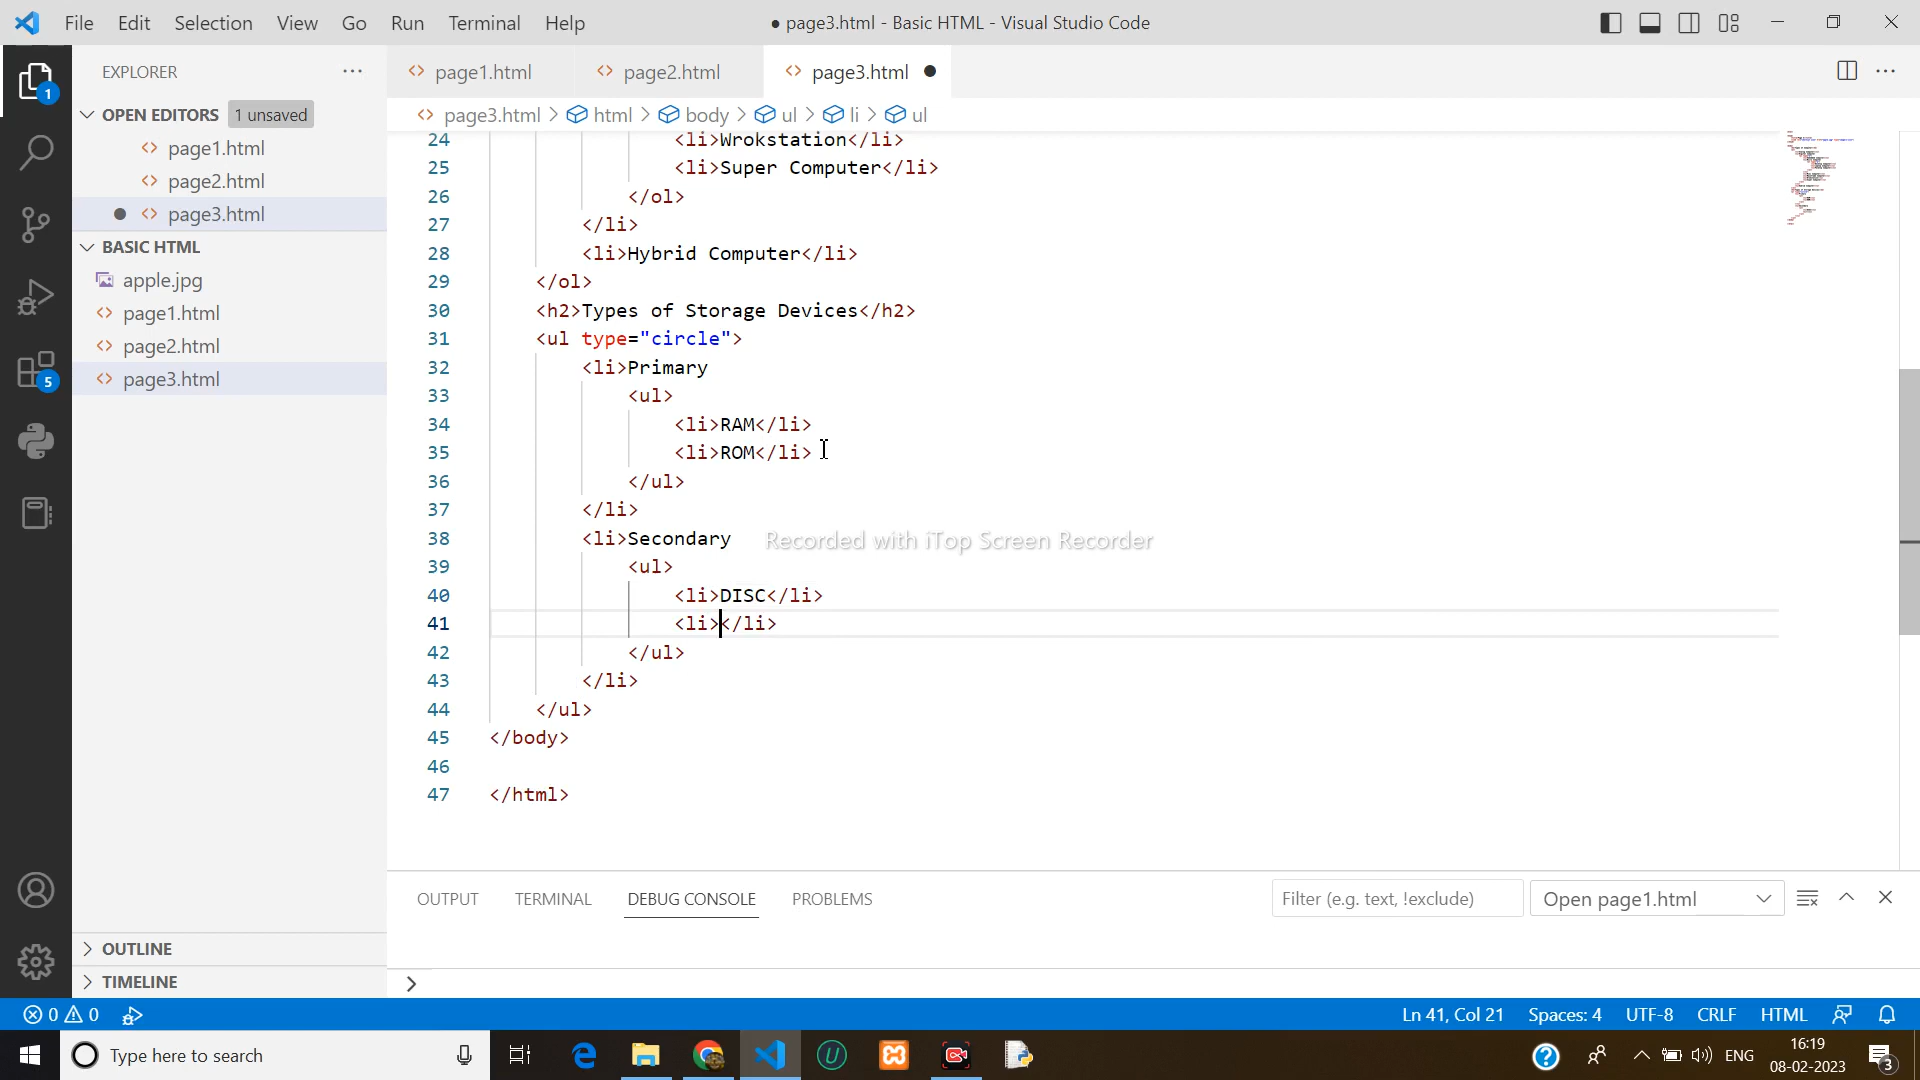 File Edit Selection View Go Run Terminal Help
● page3.html - Basic HTML - Visual Studio Code
EXPLORER
OPEN EDITORS 1 unsaved
page1.html
page2.html
page3.html
BASIC HTML
apple.jpg
page1.html
page2.html
page3.html
OUTLINE
TIMELINE
1
5
page1.html page2.html page3.html
page3.html > html > body > ul > li > ul
24 <li>Wrokstation</li>
25 <li>Super Computer</li>
26 </ol>
27 </li>
28 <li>Hybrid Computer</li>
29 </ol>
30 <h2>Types of Storage Devices</h2>
31 <ul type="circle">
32 <li>Primary
33 <ul>
34 <li>RAM</li>
35 <li>ROM</li>
36 </ul>
37 </li>
38 <li>Secondary
39 <ul>
40 <li>DISC</li>
41 <li></li>
42 </ul>
43 </li>
44 </ul>
45 </body>
46
47 </html>
Recorded with iTop Screen Recorder
OUTPUT TERMINAL DEBUG CONSOLE PROBLEMS
Filter (e.g. text, !exclude) Open page1.html
0 0
Ln 41, Col 21 Spaces: 4 UTF-8 CRLF HTML
Type here to search
ENG
16:19
08-02-2023
3